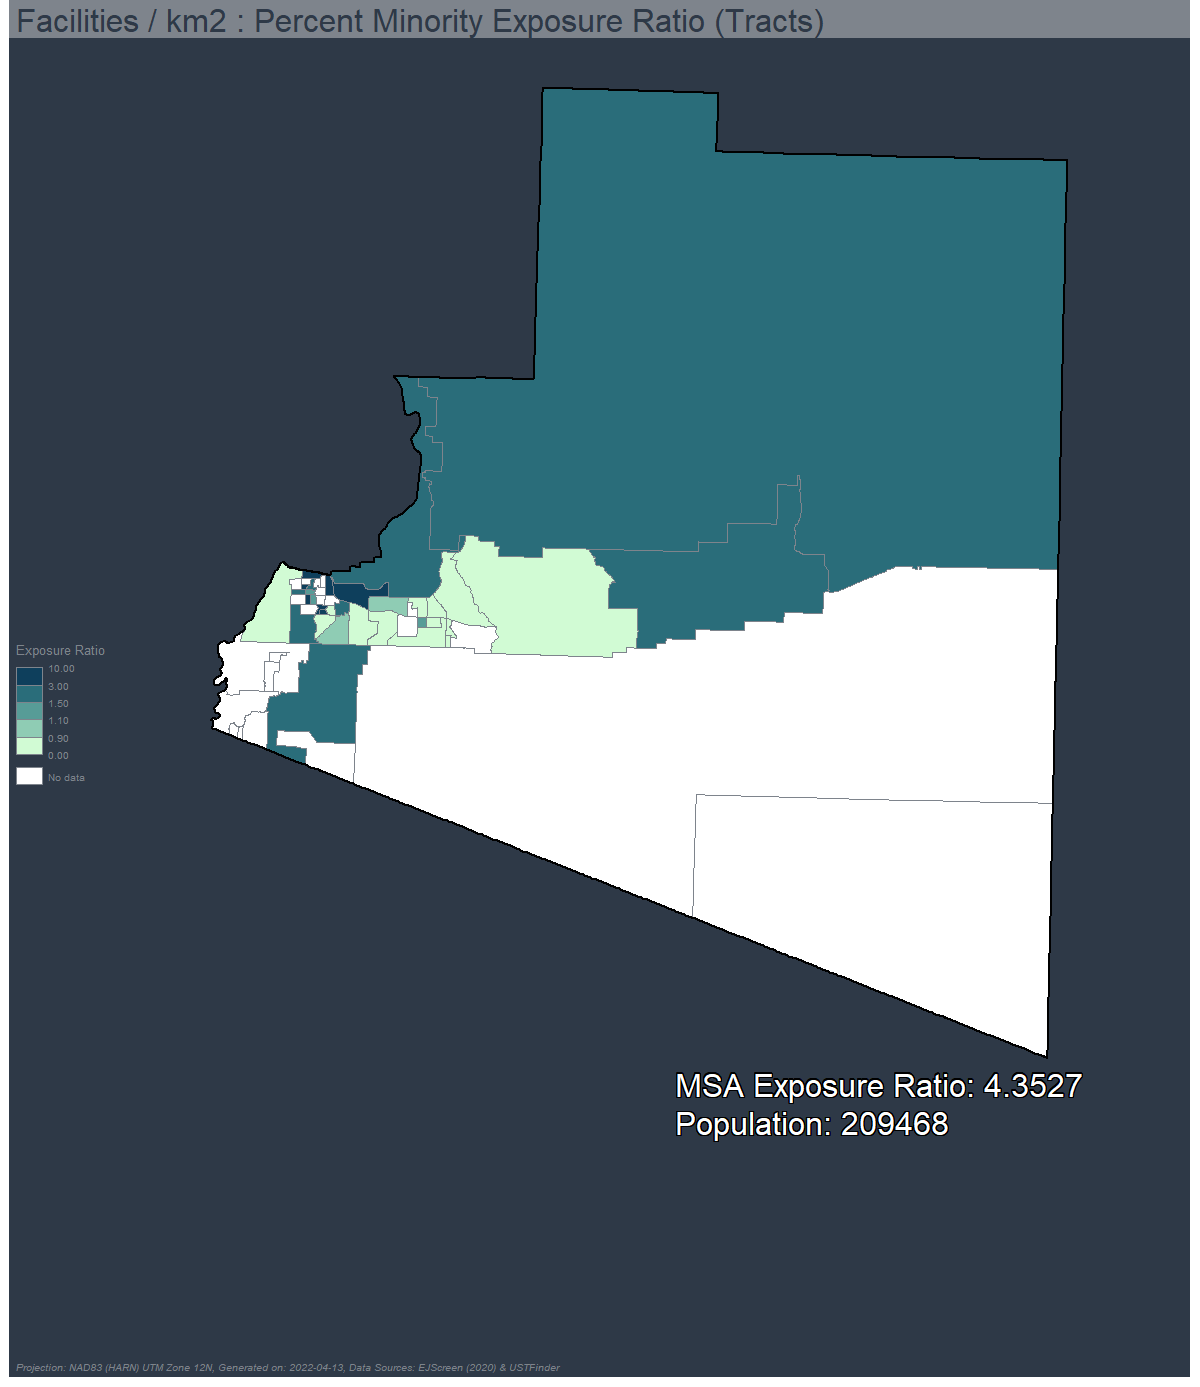 Facilities / km2 : Percent Minority Exposure Ratio (Tracts)
Exposure Ratio
10.00
3.00
1.50
1.10
0.90
0.00
No data
MSA Exposure Ratio: 4.3527
Population: 209468
Projection: NAD83 (HARN) UTM Zone 12N, Generated on: 2022-04-13, Data Sources: EJScreen (2020) & USTFinder